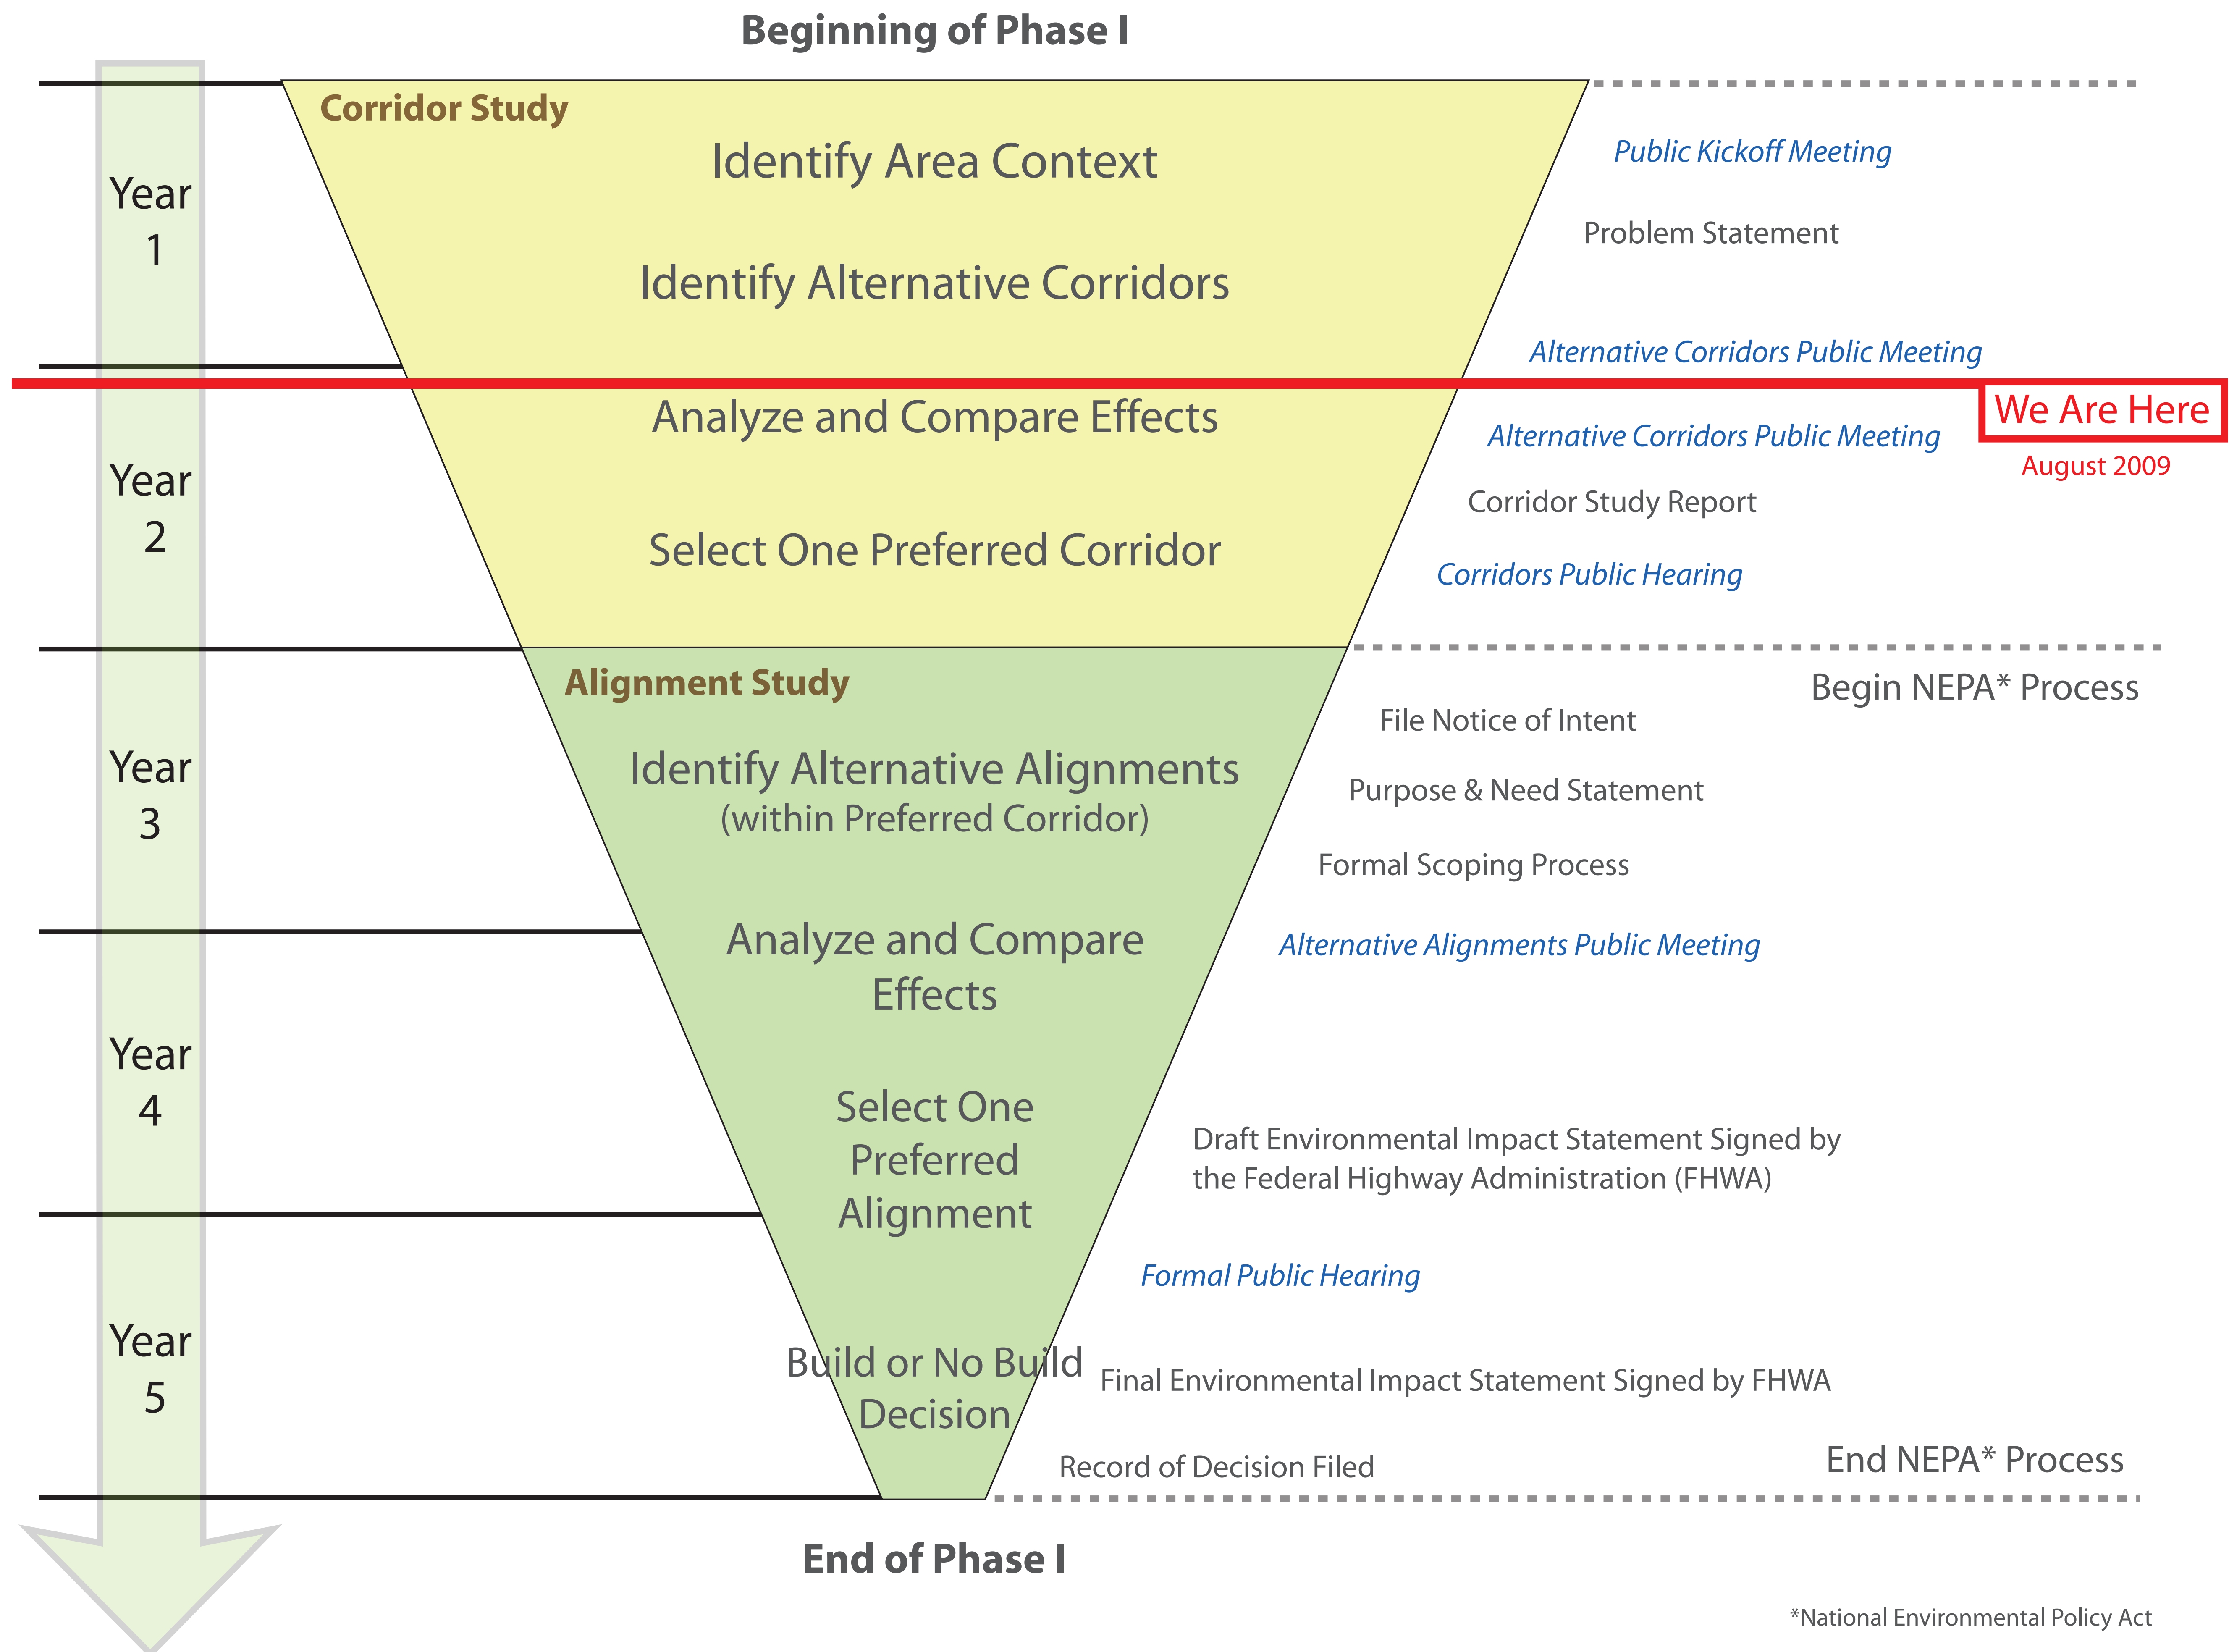 Beginning of Phase I
Corridor Study
Identify Area Context
Public Kickoff Meeting
Year
1
Problem Statement
Identify Alternative Corridors
Alternative Corridors Public Meeting
We Are Here
August 2009
Analyze and Compare Effects
Alternative Corridors Public Meeting
Year
2
Corridor Study Report
Select One Preferred Corridor
Corridors Public Hearing
Alignment Study
Begin NEPA* Process
File Notice of Intent
Year
3
Identify Alternative Alignments
(within Preferred Corridor)
Purpose & Need Statement
Formal Scoping Process
Analyze and Compare
Effects
Alternative Alignments Public Meeting
Year
4
Select One
Preferred
Alignment
Draft Environmental Impact Statement Signed by
the Federal Highway Administration (FHWA)
Formal Public Hearing
Year
5
Build or No Build
Decision
Final Environmental Impact Statement Signed by FHWA
Record of Decision Filed
End NEPA* Process
End of Phase I
*National Environmental Policy Act